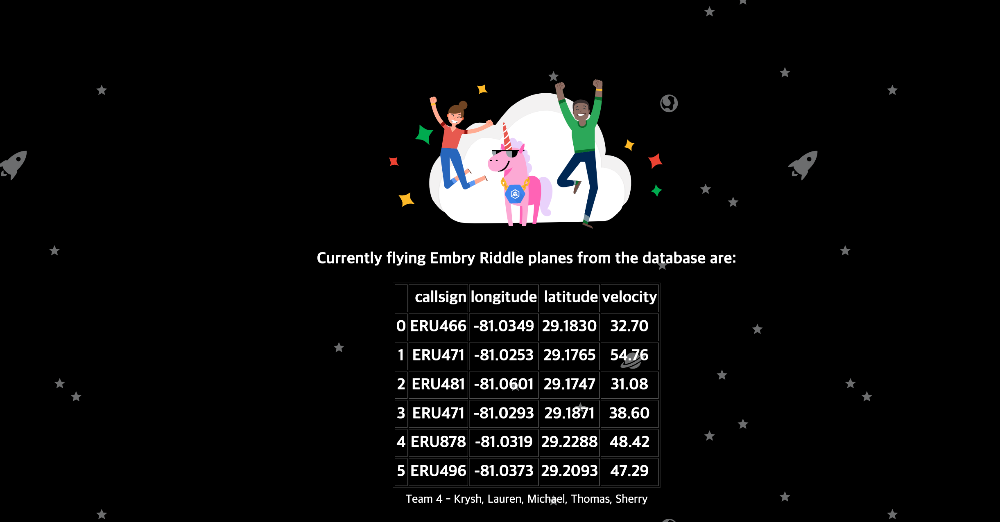 Currently flying Embry Riddle planes from the database are:
callsign longitude latitude velocity
0 ERU466 -81.0349 29.1830 32.70
1 ERU471 -81.0253 29.1765 54.76
2 ERU481 -81.0601 29.1747 31.08
3 ERU471 -81.0293 29.1871 38.60
4 ERU878 -81.0319 29.2288 48.42
5 ERU496 -81.0373 29.2093 47.29
Team 4 - Krysh, Lauren, Michael, Thomas, Sherry